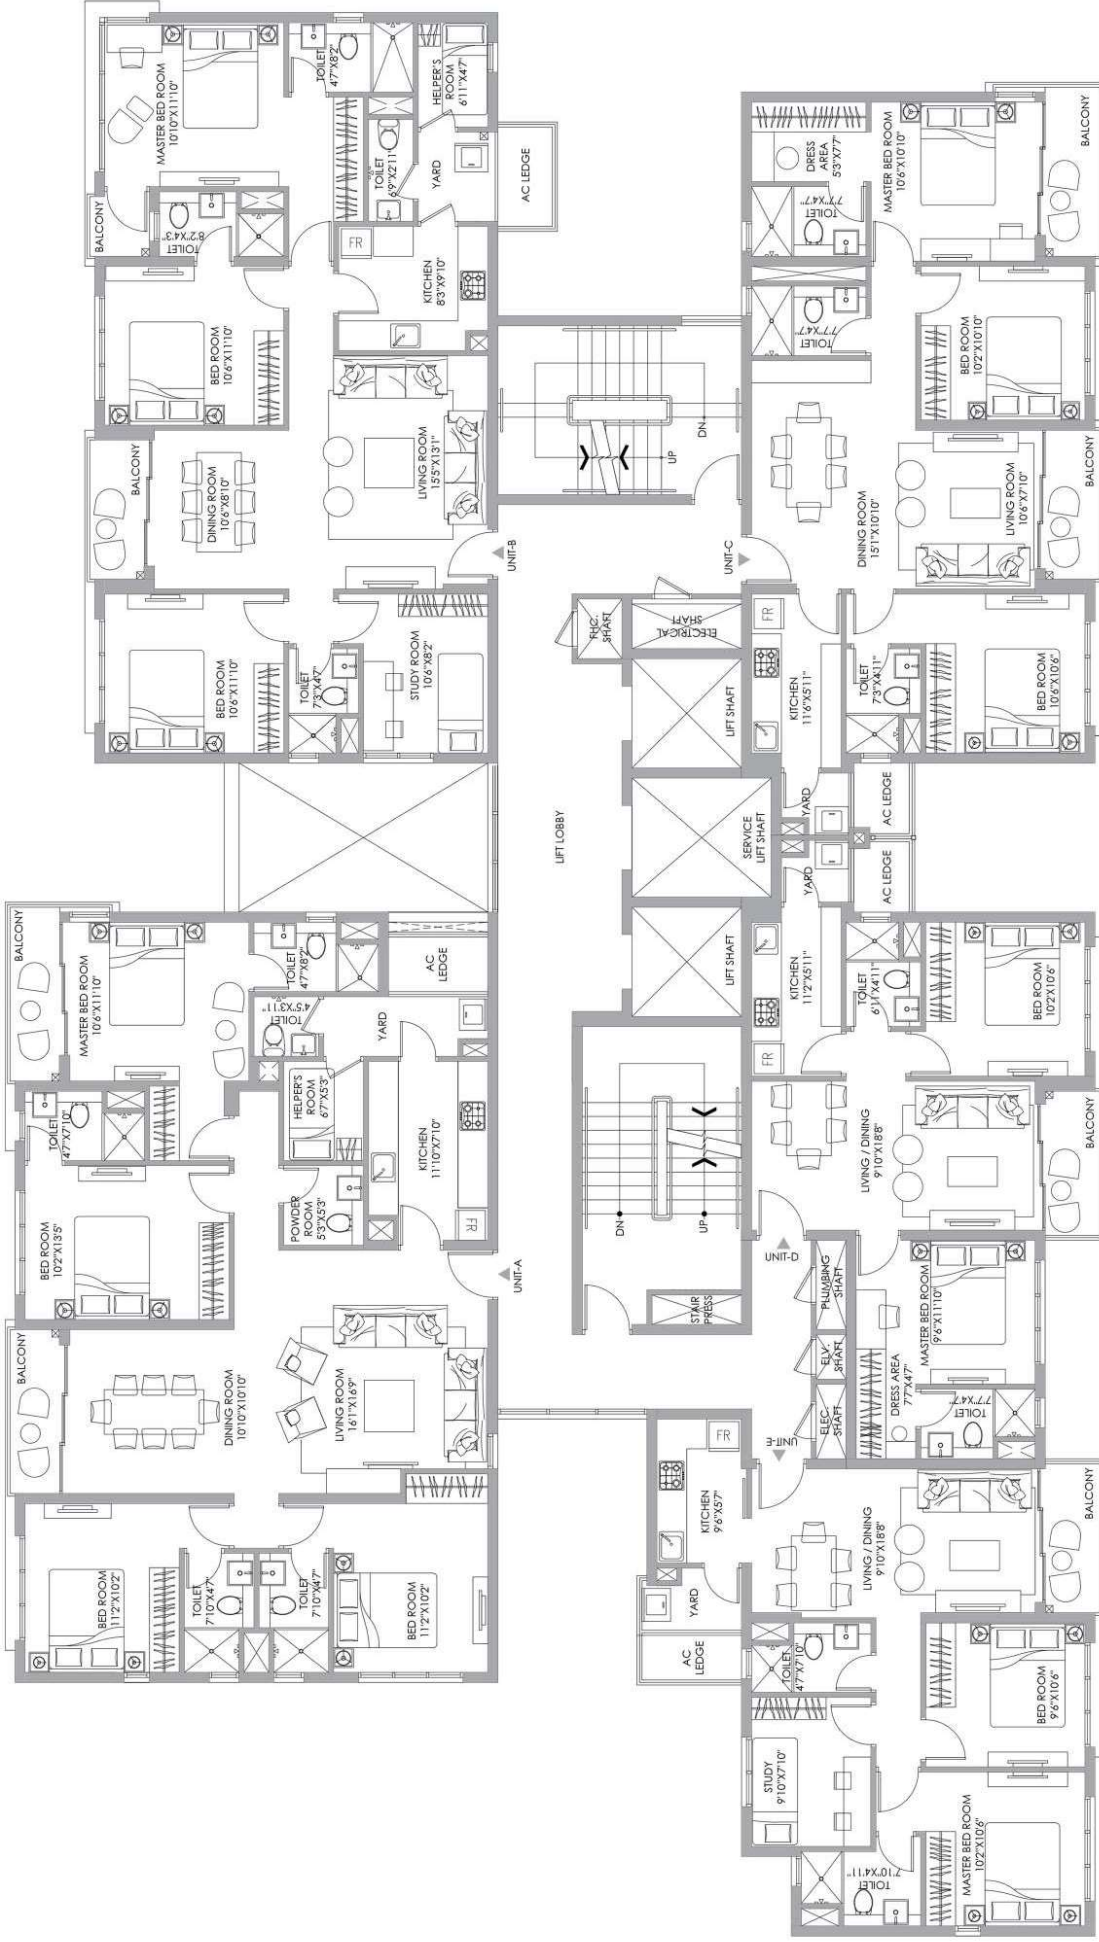 MASTER BED ROOM
10'10"X11'10"
TOILET
4'7"X8'2"
HELPER'S
ROOM
6'11"X4'7"
BALCONY
TOILET
8'2"X4'3"
TOILET
6'9"X2'11"
YARD
AC LEDGE
BED ROOM
10'6"X11'10"
KITCHEN
8'3"X9'10"
FR
BALCONY
DINING ROOM
10'6"X8'10"
LIVING ROOM
15'5"X13'1"
UNIT-B
BED ROOM
10'6"X11'10"
TOILET
7'3"X4'7"
STUDY ROOM
10'6"X8'2"
DRESS
AREA
5'3"X7'7"
MASTER BED ROOM
10'6"X10'10"
BALCONY
TOILET
7'7"X4'7"
TOILET
7'7"X4'7"
BED ROOM
10'2"X10'10"
DN
UP
DINING ROOM
15'1"X10'10"
LIVING ROOM
10'6"X7'10"
BALCONY
UNIT-C
FHC.
SHAFT
ELECTRICAL
SHAFT
FR
KITCHEN
11'6"X5'11"
TOILET
7'3"X4'11"
BED ROOM
10'6"X10'6"
LIFT SHAFT
YARD
AC LEDGE
LIFT LOBBY
SERVICE
LIFT SHAFT
YARD
AC LEDGE
LIFT SHAFT
KITCHEN
11'2"X5'11"
FR
TOILET
6'11"X4'11"
BED ROOM
10'2"X10'6"
BALCONY
MASTER BED ROOM
10'6"X11'10"
TOILET
4'7"X8'2"
AC
LEDGE
TOILET
4'5"X3'11"
YARD
TOILET
4'7"X7'10"
HELPER'S
ROOM
6'7"X5'3"
KITCHEN
11'10"X7'10"
FR
BED ROOM
10'2"X13'5"
POWDER
ROOM
5'3"X5'3"
UNIT-A
BALCONY
DINING ROOM
10'10"X10'10"
LIVING ROOM
16'1"X16'9"
BED ROOM
11'2"X10'2"
TOILET
7'10"X4'7"
TOILET
7'10"X4'7"
BED ROOM
11'2"X10'2"
DN
UP
STAIR
PRESS
LIVING / DINING
9'10"X18'8"
BALCONY
UNIT-D
PLUMBING
SHAFT
ELV.
SHAFT
ELEC.
SHAFT
MASTER BED ROOM
9'6"X11'10"
DRESS AREA
7'7"X4'7"
TOILET
7'7"X4'7"
UNIT-E
FR
KITCHEN
9'6"X5'7"
YARD
AC
LEDGE
LIVING / DINING
9'10"X18'8"
BALCONY
TOILET
4'7"X7'10"
BED ROOM
9'6"X10'6"
STUDY
9'10"X7'10"
TOILET
7'10"X4'11"
MASTER BED ROOM
10'2"X10'6"